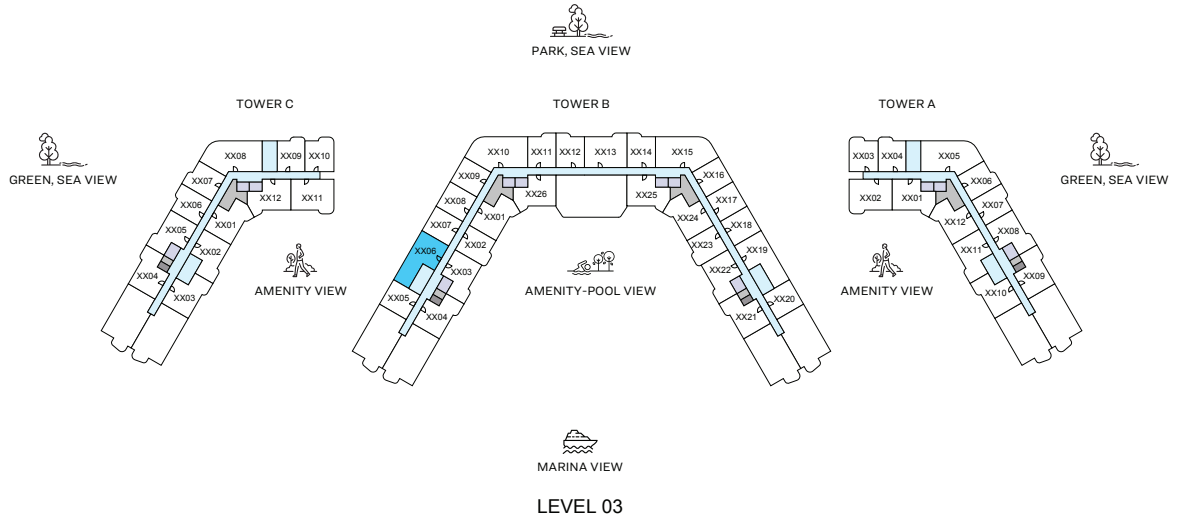 PARK, SEA VIEW
TOWER C
TOWER B
TOWER A
GREEN, SEA VIEW
GREEN, SEA VIEW
XX08
XX09
XX10
XX07
XX06
XX05
XX04
XX12
XX11
XX01
XX02
XX03
XX10
XX11
XX12
XX13
XX14
XX15
XX09
XX08
XX07
XX06
XX05
XX26
XX25
XX01
XX02
XX03
XX04
XX16
XX17
XX18
XX19
XX20
XX24
XX23
XX22
XX21
XX03
XX04
XX05
XX02
XX01
XX06
XX07
XX08
XX09
XX12
XX11
XX10
AMENITY VIEW
AMENITY-POOL VIEW
AMENITY VIEW
MARINA VIEW
LEVEL 03